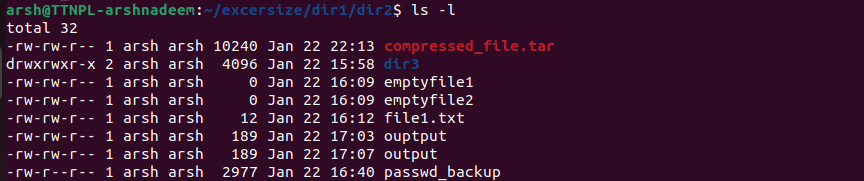 arsh@TTNPL-arshnadeem:~/excersize/dir1/dir2$ ls -l
total 32
-rw-rw-r-- 1 arsh arsh 10240 Jan 22 22:13 compressed_file.tar
drwxrwxr-x 2 arsh arsh  4096 Jan 22 15:58 dir3
-rw-rw-r-- 1 arsh arsh     0 Jan 22 16:09 emptyfile1
-rw-rw-r-- 1 arsh arsh     0 Jan 22 16:09 emptyfile2
-rw-rw-r-- 1 arsh arsh    12 Jan 22 16:12 file1.txt
-rw-rw-r-- 1 arsh arsh   189 Jan 22 17:03 ouptput
-rw-rw-r-- 1 arsh arsh   189 Jan 22 17:07 output
-rw-r--r-- 1 arsh arsh  2977 Jan 22 16:40 passwd_backup